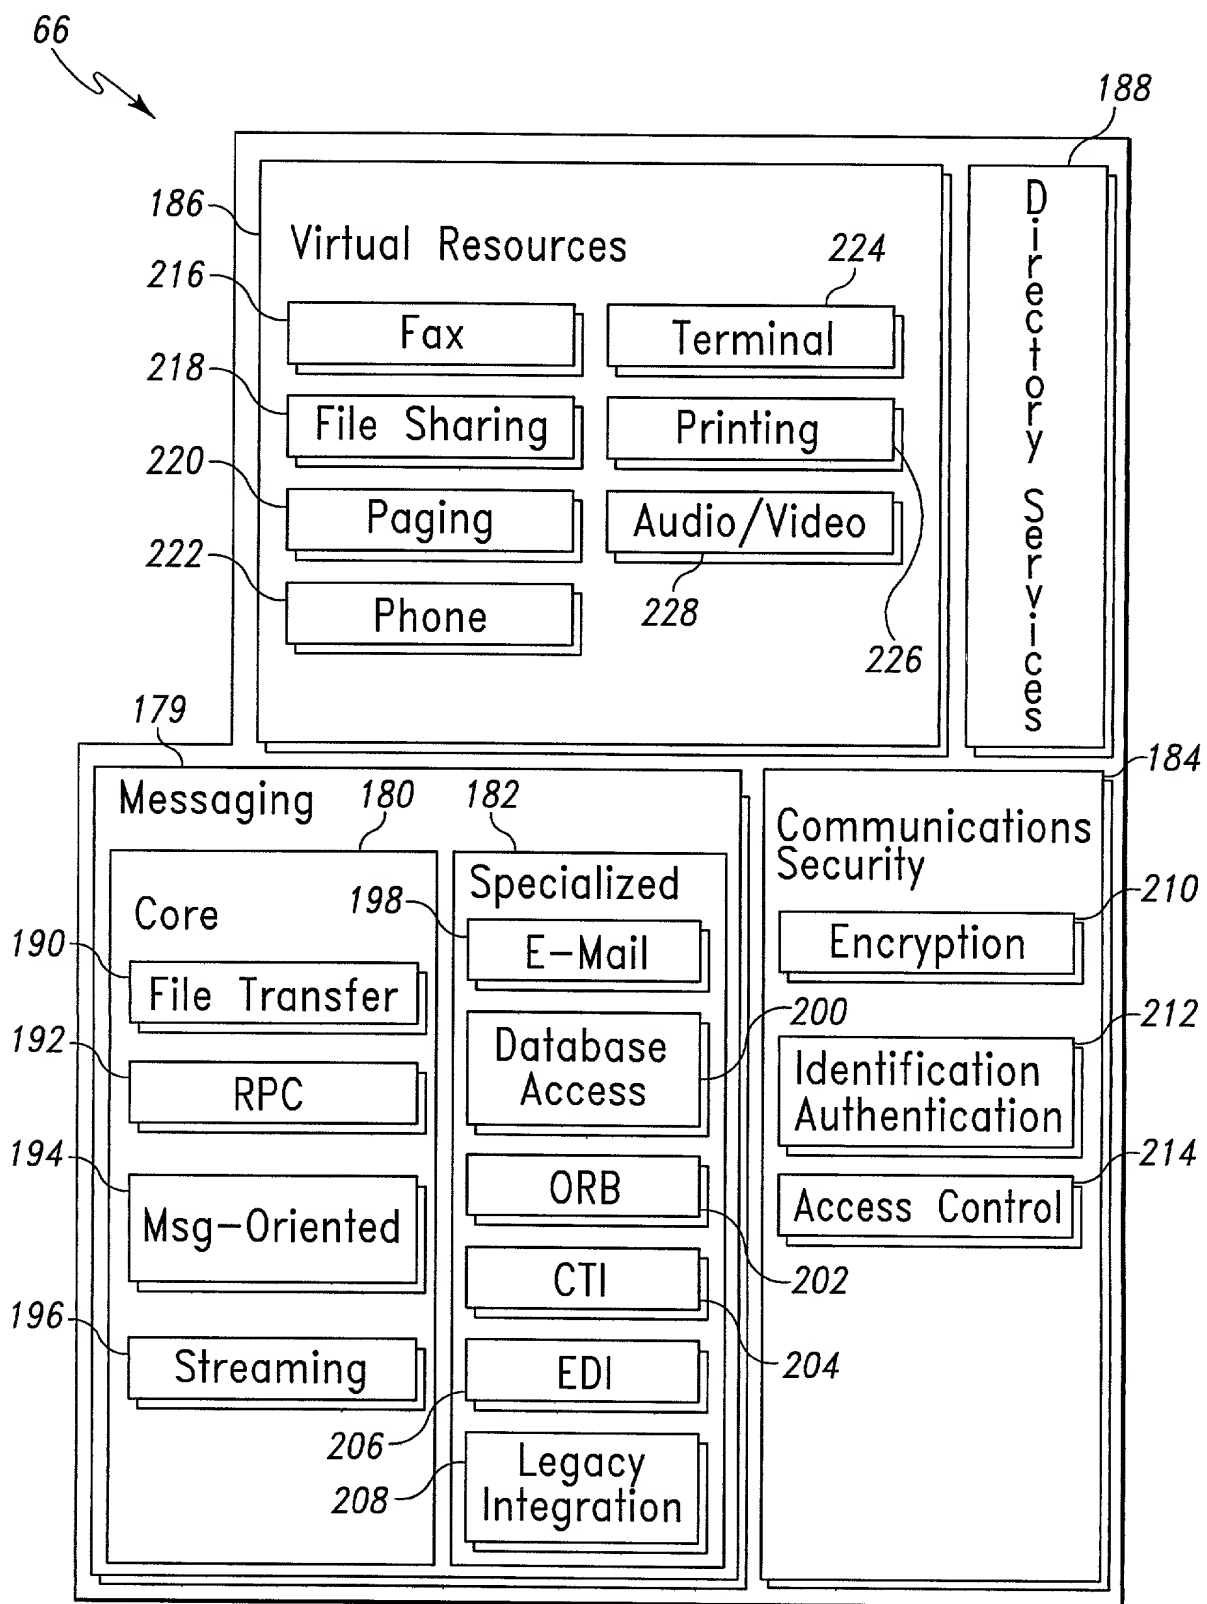 66
188
186
Virtual Resources
216
Fax
224
Terminal
218
File Sharing
Printing
220
Paging
Audio/Video
222
Phone
228
226
Directory Services
179
Messaging
180
182
184
Core
190
File Transfer
192
RPC
194
Msg-Oriented
196
Streaming
Specialized
198
E-Mail
Database
Access
200
ORB
202
CTI
204
EDI
206
Legacy
Integration
208
Communications
Security
210
Encryption
212
Identification
Authentication
214
Access Control